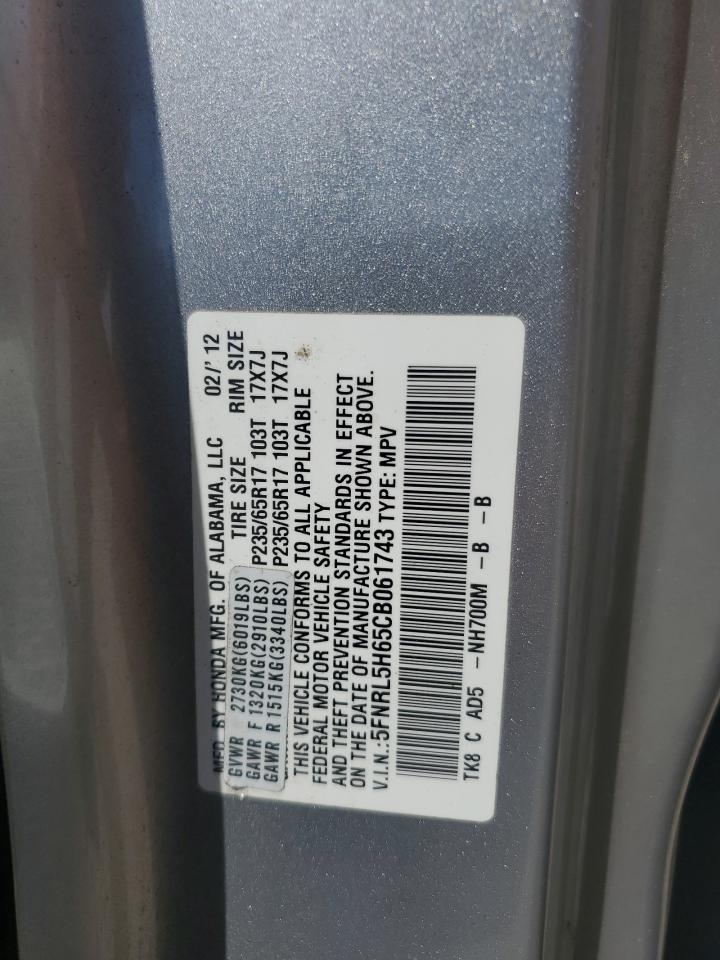 MFD. BY HONDA MFG. OF ALABAMA, LLC 02/' 12
GVWR 2730KG(6019LBS) TIRE SIZE RIM SIZE
GAWR F 1320KG(2910LBS) P235/65R17 103T 17X7J
GAWR R 1515KG(3340LBS) P235/65R17 103T 17X7J
THIS VEHICLE CONFORMS TO ALL APPLICABLE
FEDERAL MOTOR VEHICLE SAFETY
AND THEFT PREVENTION STANDARDS IN EFFECT
ON THE DATE OF MANUFACTURE SHOWN ABOVE.
V.I.N.:5FNRL5H65CB061743 TYPE: MPV
TK8 C AD5 -NH700M -B -B